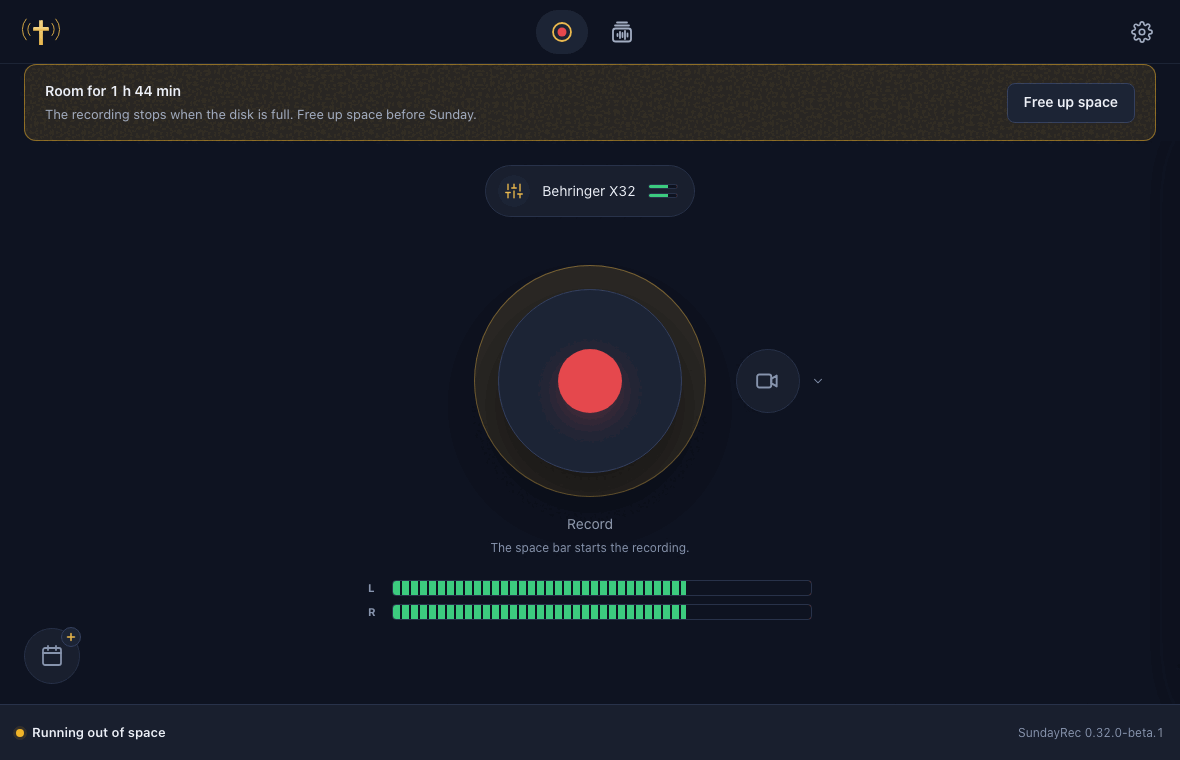 Room for 1 h 44 min
The recording stops when the disk is full. Free up space before Sunday.
Free up space
Behringer X32
Record
The space bar starts the recording.
L
R
Running out of space
SundayRec 0.32.0-beta.1